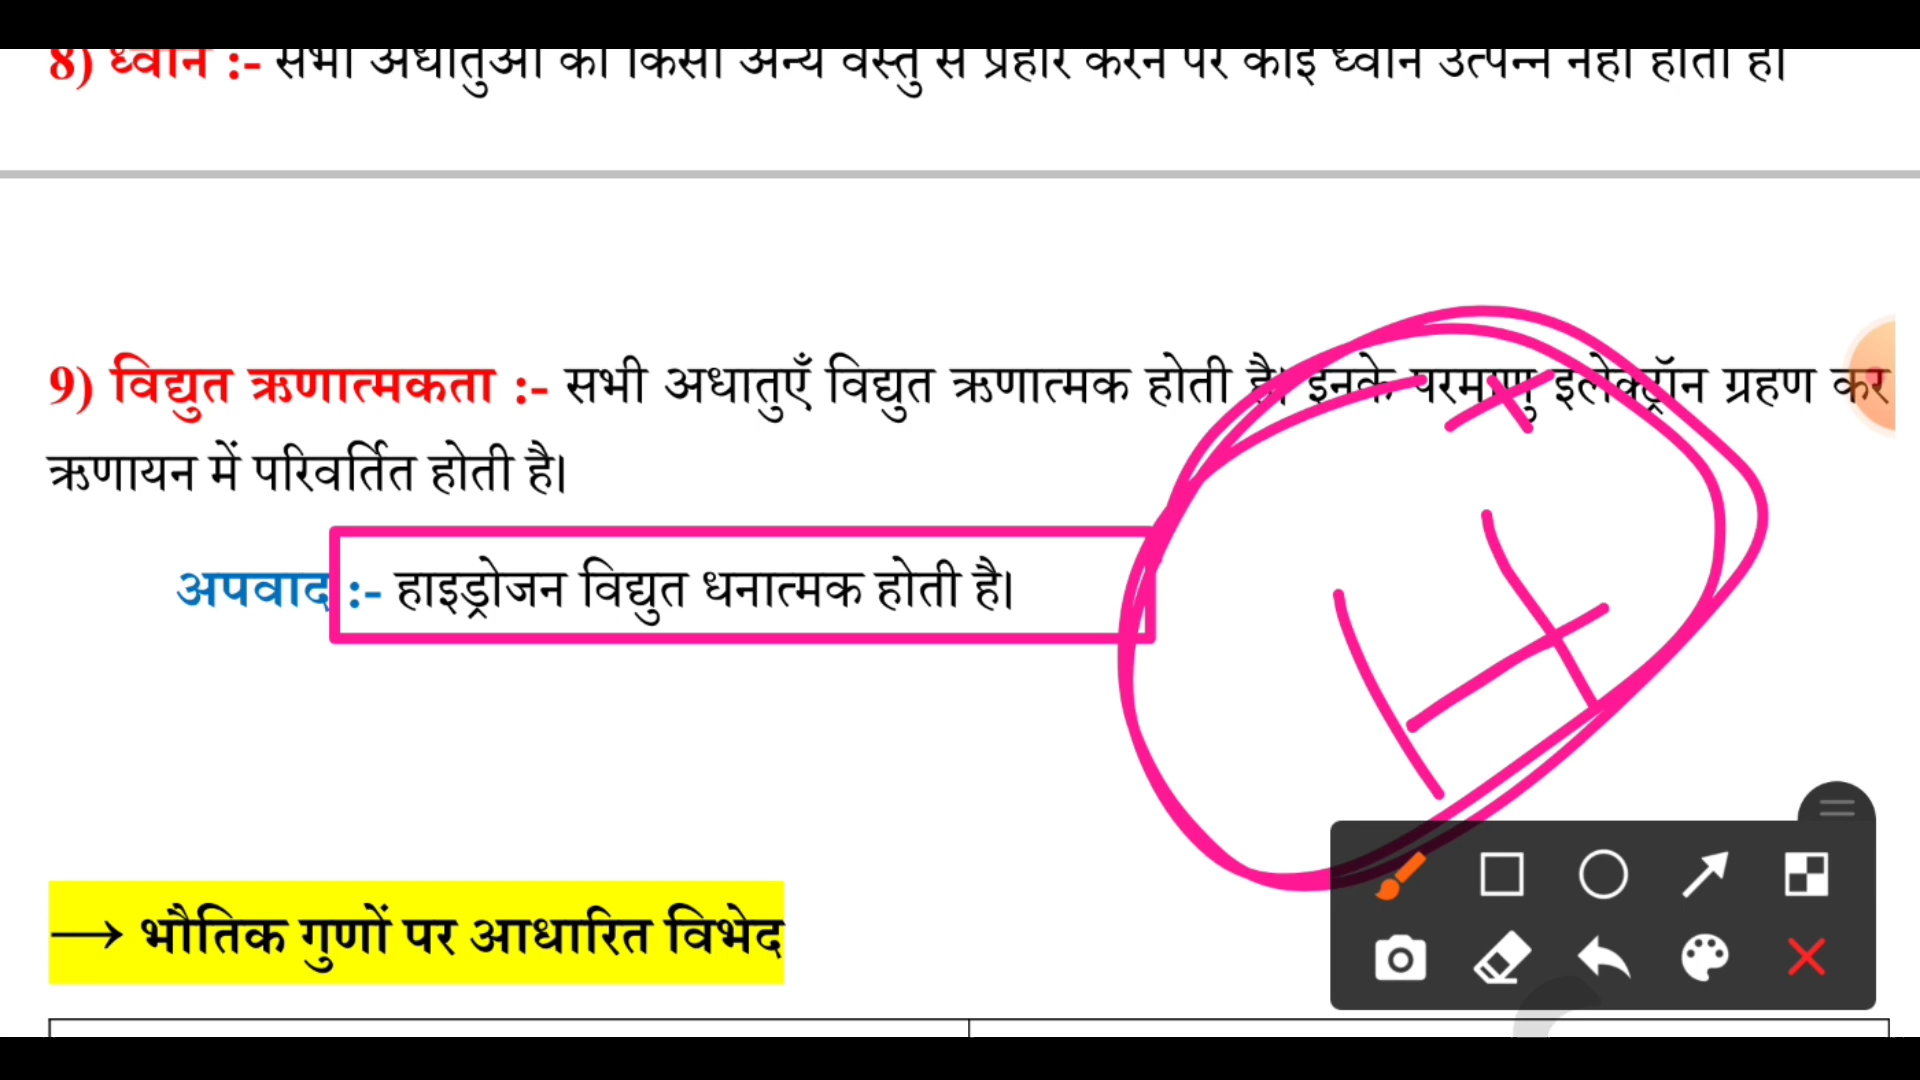 8) ध्वनि :- सभी अधातुओं को किसी अन्य वस्तु से प्रहार करने पर कोई ध्वनि उत्पन्न नहीं होती है।
9) विद्युत ऋणात्मकता :- सभी अधातुएँ विद्युत ऋणात्मक होती है। इनके परमाणु इलेक्ट्रॉन ग्रहण कर
ऋणायन में परिवर्तित होती है।
अपवाद :- हाइड्रोजन विद्युत धनात्मक होती है।
H+
→ भौतिक गुणों पर आधारित विभेद